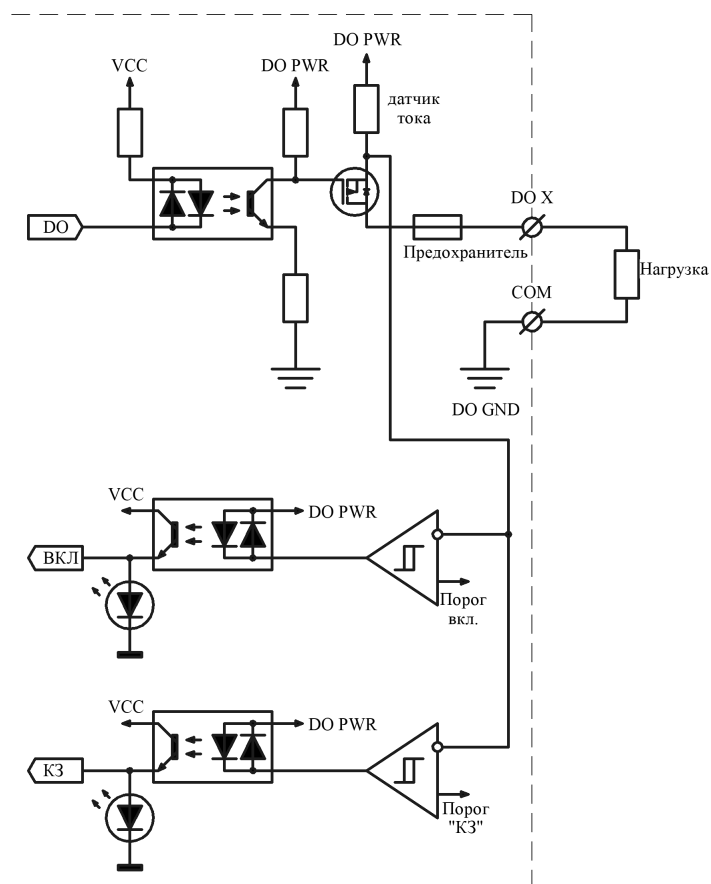 DO PWR
VCC
DO PWR
датчик
тока
DO
DO X
Предохранитель
Нагрузка
COM
DO GND
VCC
DO PWR
ВКЛ
Порог
вкл.
VCC
DO PWR
КЗ
Порог
"КЗ"